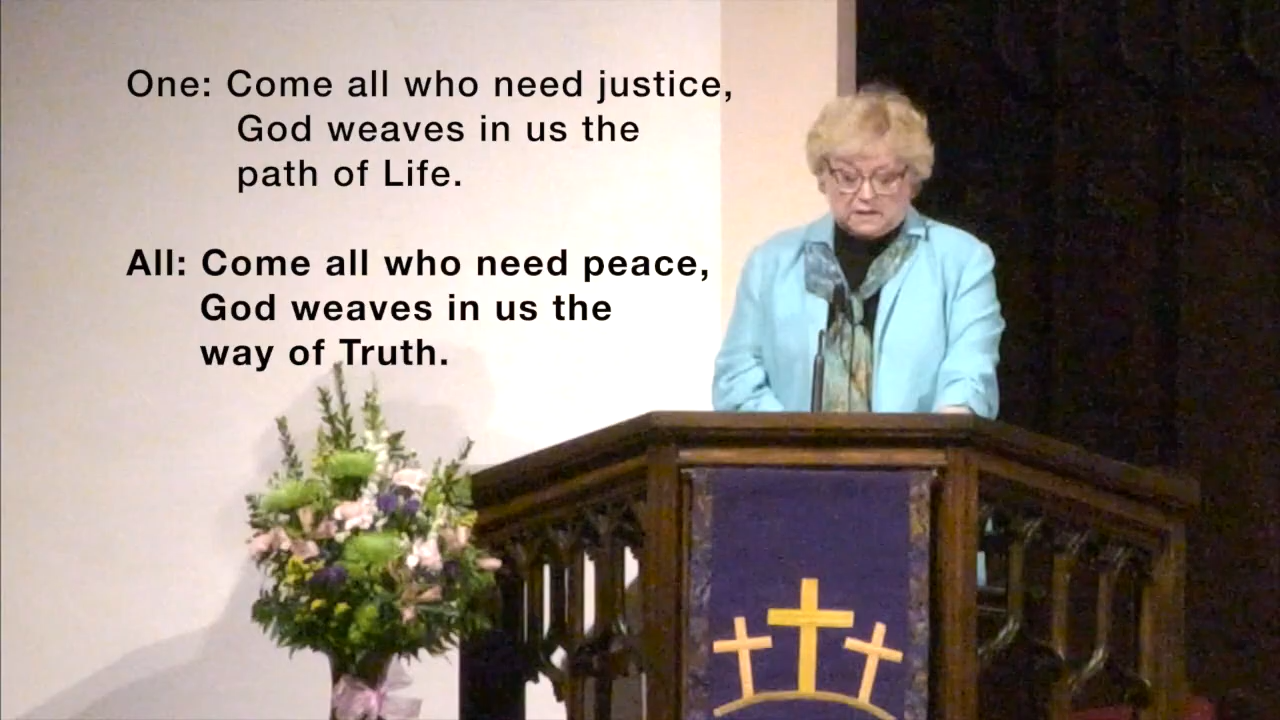 One: Come all who need justice,
God weaves in us the
path of Life.
All: Come all who need peace,
God weaves in us the
way of Truth.